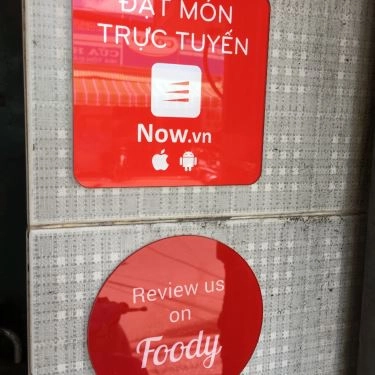 ĐẶT MÓN
TRỰC TUYẾN
Now.vn
Review us
on
Foody